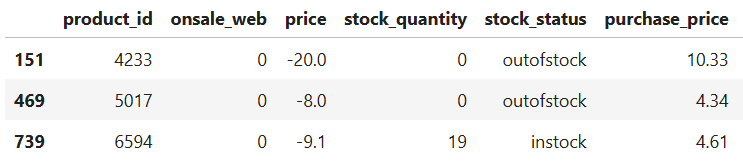 product_id onsale_web price stock_quantity stock_status purchase_price
151 4233 0 -20.0 0 outofstock 10.33
469 5017 0 -8.0 0 outofstock 4.34
739 6594 0 -9.1 19 instock 4.61